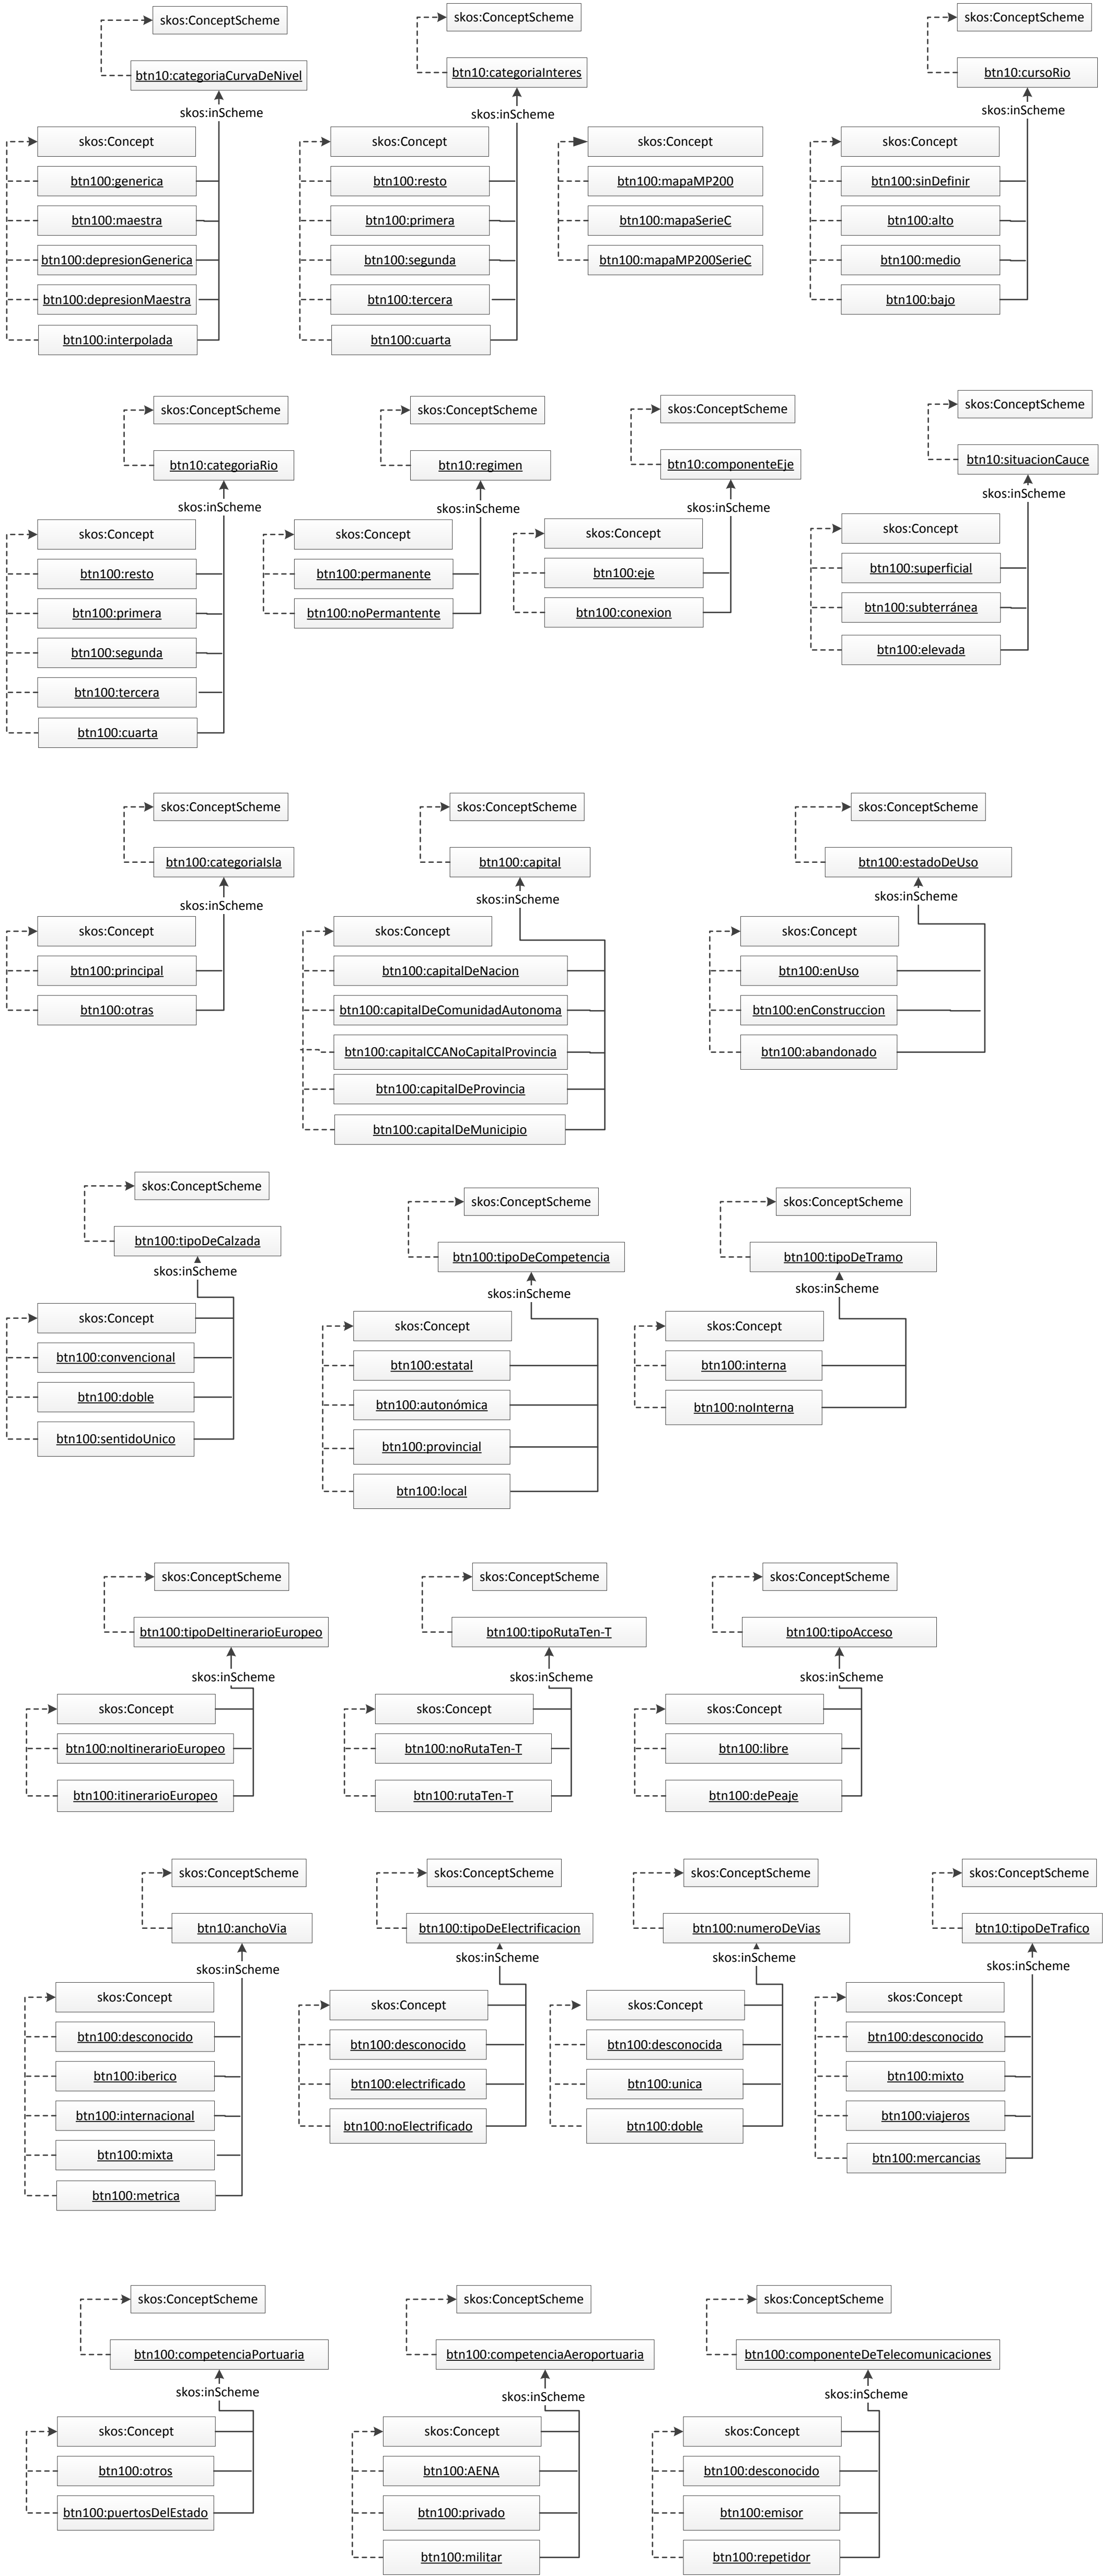 skos:ConceptScheme
btn10:categoriaCurvaDeNivel
skos:inScheme
skos:Concept
btn100:generica
btn100:maestra
btn100:depresionGenerica
btn100:depresionMaestra
btn100:interpolada
skos:ConceptScheme
btn10:categoriaInteres
skos:inScheme
skos:Concept
btn100:resto
btn100:primera
btn100:segunda
btn100:tercera
btn100:cuarta
skos:Concept
btn100:mapaMP200
btn100:mapaSerieC
btn100:mapaMP200SerieC
skos:ConceptScheme
btn10:cursoRio
skos:inScheme
skos:Concept
btn100:sinDefinir
btn100:alto
btn100:medio
btn100:bajo
skos:ConceptScheme
btn10:categoriaRio
skos:inScheme
skos:Concept
btn100:resto
btn100:primera
btn100:segunda
btn100:tercera
btn100:cuarta
skos:ConceptScheme
btn10:regimen
skos:inScheme
skos:Concept
btn100:permanente
btn100:noPermantente
skos:ConceptScheme
btn10:componenteEje
skos:inScheme
skos:Concept
btn100:eje
btn100:conexion
skos:ConceptScheme
btn10:situacionCauce
skos:inScheme
skos:Concept
btn100:superficial
btn100:subterránea
btn100:elevada
skos:ConceptScheme
btn100:categoriaIsla
skos:inScheme
skos:Concept
btn100:principal
btn100:otras
skos:ConceptScheme
btn100:capital
skos:inScheme
skos:Concept
btn100:capitalDeNacion
btn100:capitalDeComunidadAutonoma
btn100:capitalCCANoCapitalProvincia
btn100:capitalDeProvincia
btn100:capitalDeMunicipio
skos:ConceptScheme
btn100:estadoDeUso
skos:inScheme
skos:Concept
btn100:enUso
btn100:enConstruccion
btn100:abandonado
skos:ConceptScheme
btn100:tipoDeCalzada
skos:inScheme
skos:Concept
btn100:convencional
btn100:doble
btn100:sentidoUnico
skos:ConceptScheme
btn100:tipoDeCompetencia
skos:inScheme
skos:Concept
btn100:estatal
btn100:autonómica
btn100:provincial
btn100:local
skos:ConceptScheme
btn100:tipoDeTramo
skos:inScheme
skos:Concept
btn100:interna
btn100:noInterna
skos:ConceptScheme
btn100:tipoDeItinerarioEuropeo
skos:inScheme
skos:Concept
btn100:noItinerarioEuropeo
btn100:itinerarioEuropeo
skos:ConceptScheme
btn100:tipoRutaTen-T
skos:inScheme
skos:Concept
btn100:noRutaTen-T
btn100:rutaTen-T
skos:ConceptScheme
btn100:tipoAcceso
skos:inScheme
skos:Concept
btn100:libre
btn100:dePeaje
skos:ConceptScheme
btn10:anchoVia
skos:inScheme
skos:Concept
btn100:desconocido
btn100:iberico
btn100:internacional
btn100:mixta
btn100:metrica
skos:ConceptScheme
btn100:tipoDeElectrificacion
skos:inScheme
skos:Concept
btn100:desconocido
btn100:electrificado
btn100:noElectrificado
skos:ConceptScheme
btn100:numeroDeVias
skos:inScheme
skos:Concept
btn100:desconocida
btn100:unica
btn100:doble
skos:ConceptScheme
btn10:tipoDeTrafico
skos:inScheme
skos:Concept
btn100:desconocido
btn100:mixto
btn100:viajeros
btn100:mercancias
skos:ConceptScheme
btn100:competenciaPortuaria
skos:inScheme
skos:Concept
btn100:otros
btn100:puertosDelEstado
skos:ConceptScheme
btn100:competenciaAeroportuaria
skos:inScheme
skos:Concept
btn100:AENA
btn100:privado
btn100:militar
skos:ConceptScheme
btn100:componenteDeTelecomunicaciones
skos:inScheme
skos:Concept
btn100:desconocido
btn100:emisor
btn100:repetidor